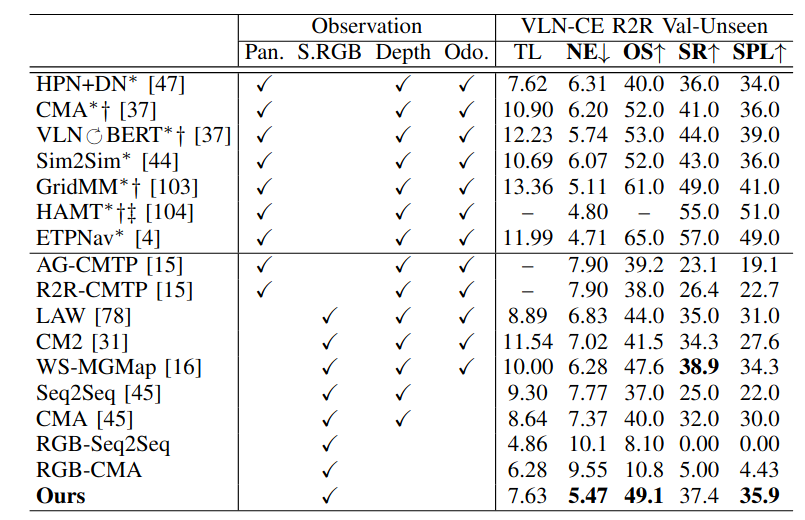 Observation VLN-CE R2R Val-Unseen
Pan. S.RGB Depth Odo. TL NE↓ OS↑ SR↑ SPL↑
HPN+DN* [47] ✓ ✓ ✓ 7.62 6.31 40.0 36.0 34.0
CMA*† [37] ✓ ✓ ✓ 10.90 6.20 52.0 41.0 36.0
VLN↻BERT*† [37] ✓ ✓ ✓ 12.23 5.74 53.0 44.0 39.0
Sim2Sim* [44] ✓ ✓ ✓ 10.69 6.07 52.0 43.0 36.0
GridMM*† [103] ✓ ✓ ✓ 13.36 5.11 61.0 49.0 41.0
HAMT*†‡ [104] ✓ ✓ ✓ – 4.80 – 55.0 51.0
ETPNav* [4] ✓ ✓ ✓ 11.99 4.71 65.0 57.0 49.0
AG-CMTP [15] ✓ ✓ ✓ – 7.90 39.2 23.1 19.1
R2R-CMTP [15] ✓ ✓ ✓ – 7.90 38.0 26.4 22.7
LAW [78] ✓ ✓ ✓ 8.89 6.83 44.0 35.0 31.0
CM2 [31] ✓ ✓ ✓ 11.54 7.02 41.5 34.3 27.6
WS-MGMap [16] ✓ ✓ ✓ 10.00 6.28 47.6 38.9 34.3
Seq2Seq [45] ✓ ✓ 9.30 7.77 37.0 25.0 22.0
CMA [45] ✓ ✓ 8.64 7.37 40.0 32.0 30.0
RGB-Seq2Seq ✓ 4.86 10.1 8.10 0.00 0.00
RGB-CMA ✓ 6.28 9.55 10.8 5.00 4.43
Ours ✓ 7.63 5.47 49.1 37.4 35.9